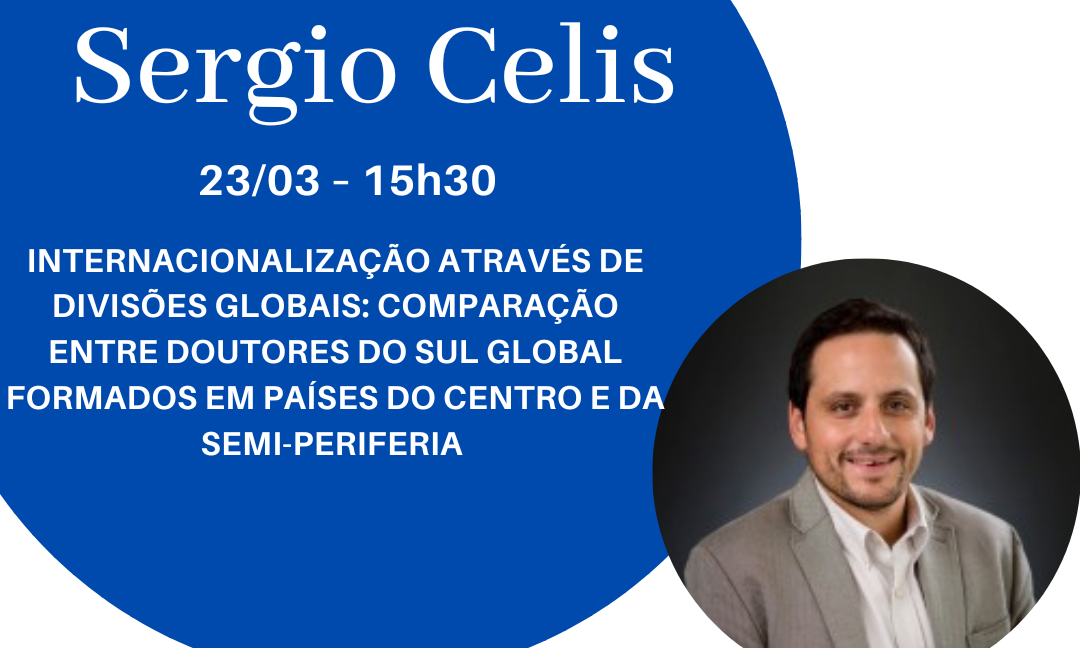 Sergio Celis
23/03 – 15h30
INTERNACIONALIZAÇÃO ATRAVÉS DE
DIVISÕES GLOBAIS: COMPARAÇÃO
ENTRE DOUTORES DO SUL GLOBAL
FORMADOS EM PAÍSES DO CENTRO E DA
SEMI-PERIFERIA